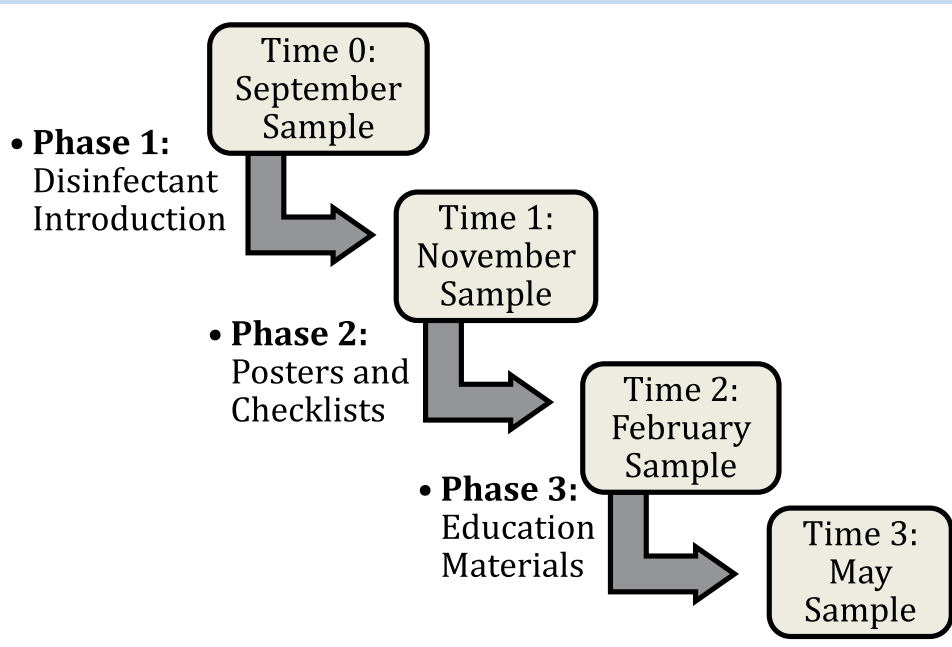 Time 0:
September
Sample
• Phase 1:
Disinfectant
Introduction
Time 1:
November
Sample
• Phase 2:
Posters and
Checklists
Time 2:
February
Sample
• Phase 3:
Education
Materials
Time 3:
May
Sample